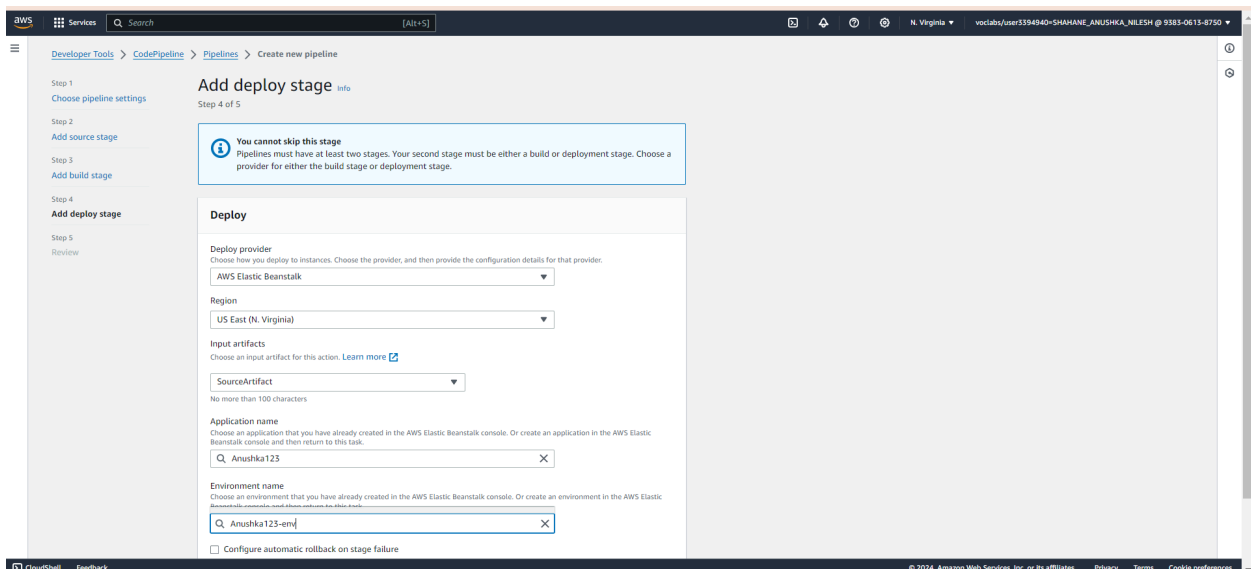 aws Services Search [Alt+S] N. Virginia voclabs/user3394940=SHAHANE_ANUSHKA_NILESH @ 9383-0613-8750
Developer Tools > CodePipeline > Pipelines > Create new pipeline
Step 1
Choose pipeline settings
Step 2
Add source stage
Step 3
Add build stage
Step 4
Add deploy stage
Step 5
Review
Add deploy stage Info
Step 4 of 5
You cannot skip this stage
Pipelines must have at least two stages. Your second stage must be either a build or deployment stage. Choose a
provider for either the build stage or deployment stage.
Deploy
Deploy provider
Choose how you deploy to instances. Choose the provider, and then provide the configuration details for that provider.
AWS Elastic Beanstalk
Region
US East (N. Virginia)
Input artifacts
Choose an input artifact for this action. Learn more
SourceArtifact
No more than 100 characters
Application name
Choose an application that you have already created in the AWS Elastic Beanstalk console. Or create an application in the AWS Elastic
Beanstalk console and then return to this task.
Anushka123
Environment name
Choose an environment that you have already created in the AWS Elastic Beanstalk console. Or create an environment in the AWS Elastic
Beanstalk console and then return to this task.
Anushka123-env
Configure automatic rollback on stage failure
CloudShell Feedback © 2024, Amazon Web Services, Inc. or its affiliates. Privacy Terms Cookie preferences